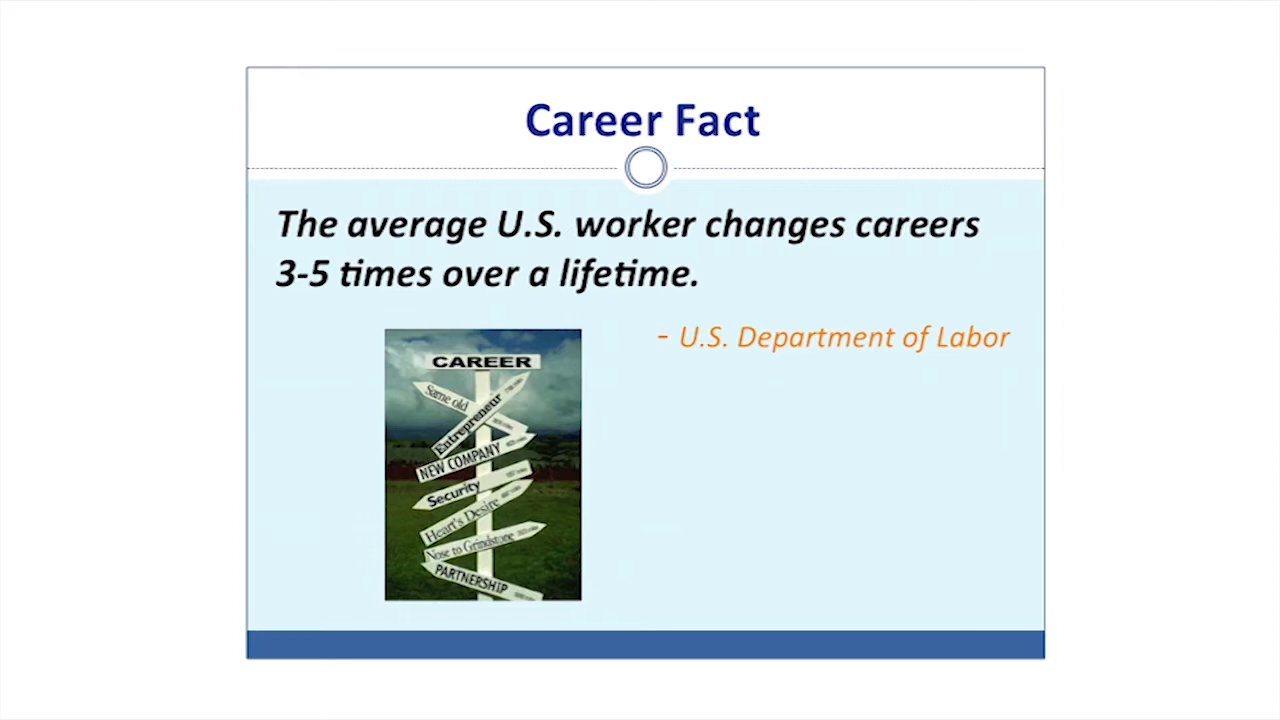 Career Fact
The average U.S. worker changes careers
3-5 times over a lifetime.
- U.S. Department of Labor
CAREER
Same old
Entrepreneur
NEW COMPANY
Security
Heart's Desire
Nose to Grindstone
PARTNERSHIP